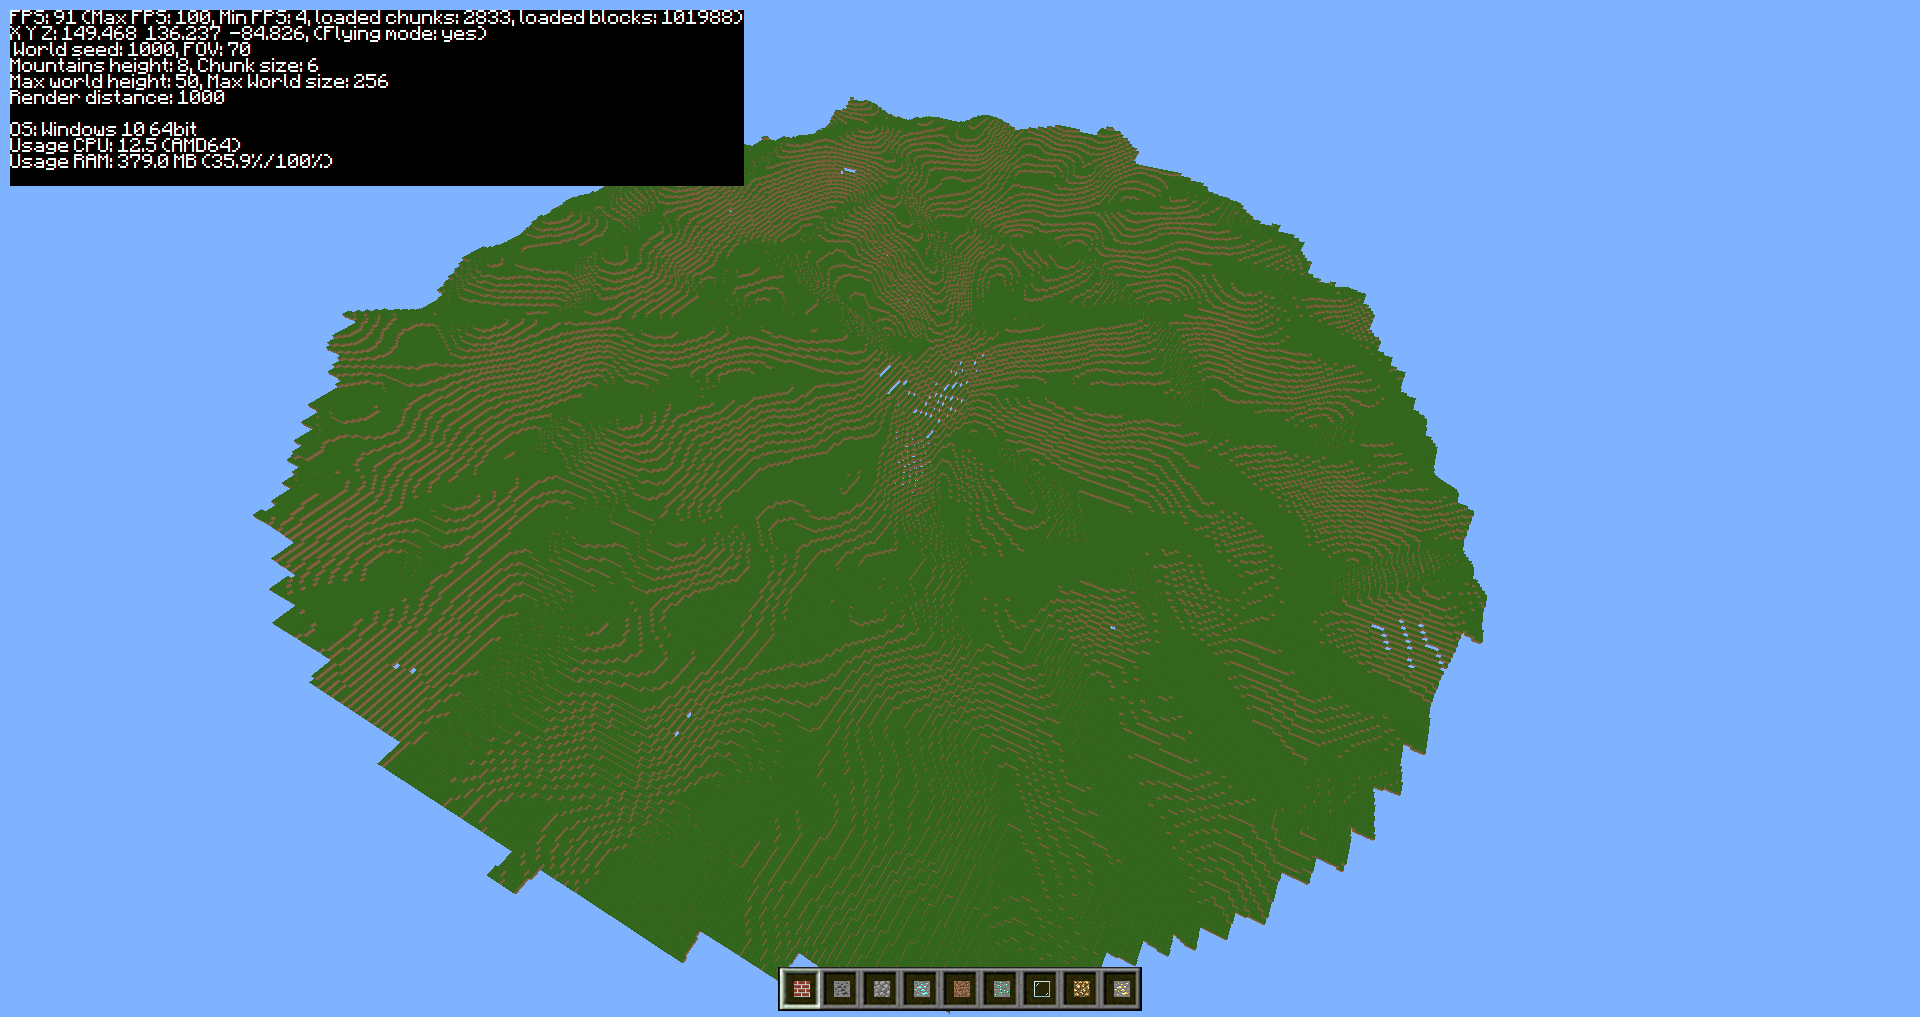 FPS: 91 (Max FPS: 100, Min FPS: 4, loaded chunks: 2833, loaded blocks: 101988)
X Y Z: 149.468 136.237 -84.826, (Flying mode: yes)
World seed: 1000, FOV: 70
Mountains height: 8, Chunk size: 6
Max world height: 50, Max World size: 256
Render distance: 1000
OS: Windows 10 64bit
Usage CPU: 12.5 (AMD64)
Usage RAM: 379.0 MB (35.9%/100%)